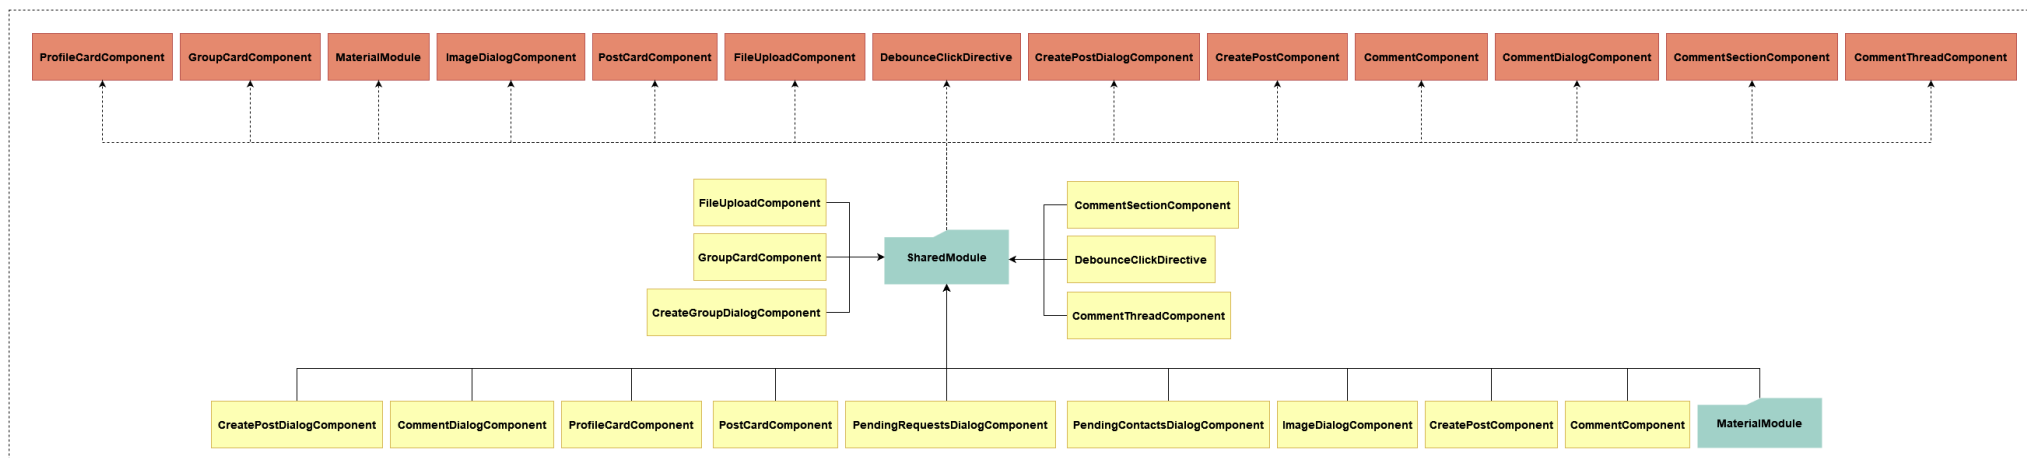 ProfileCardComponent
GroupCardComponent
MaterialModule
ImageDialogComponent
PostCardComponent
FileUploadComponent
DebounceClickDirective
CreatePostDialogComponent
CreatePostComponent
CommentComponent
CommentDialogComponent
CommentSectionComponent
CommentThreadComponent
FileUploadComponent
GroupCardComponent
CreateGroupDialogComponent
SharedModule
CommentSectionComponent
DebounceClickDirective
CommentThreadComponent
CreatePostDialogComponent
CommentDialogComponent
ProfileCardComponent
PostCardComponent
PendingRequestsDialogComponent
PendingContactsDialogComponent
ImageDialogComponent
CreatePostComponent
CommentComponent
MaterialModule